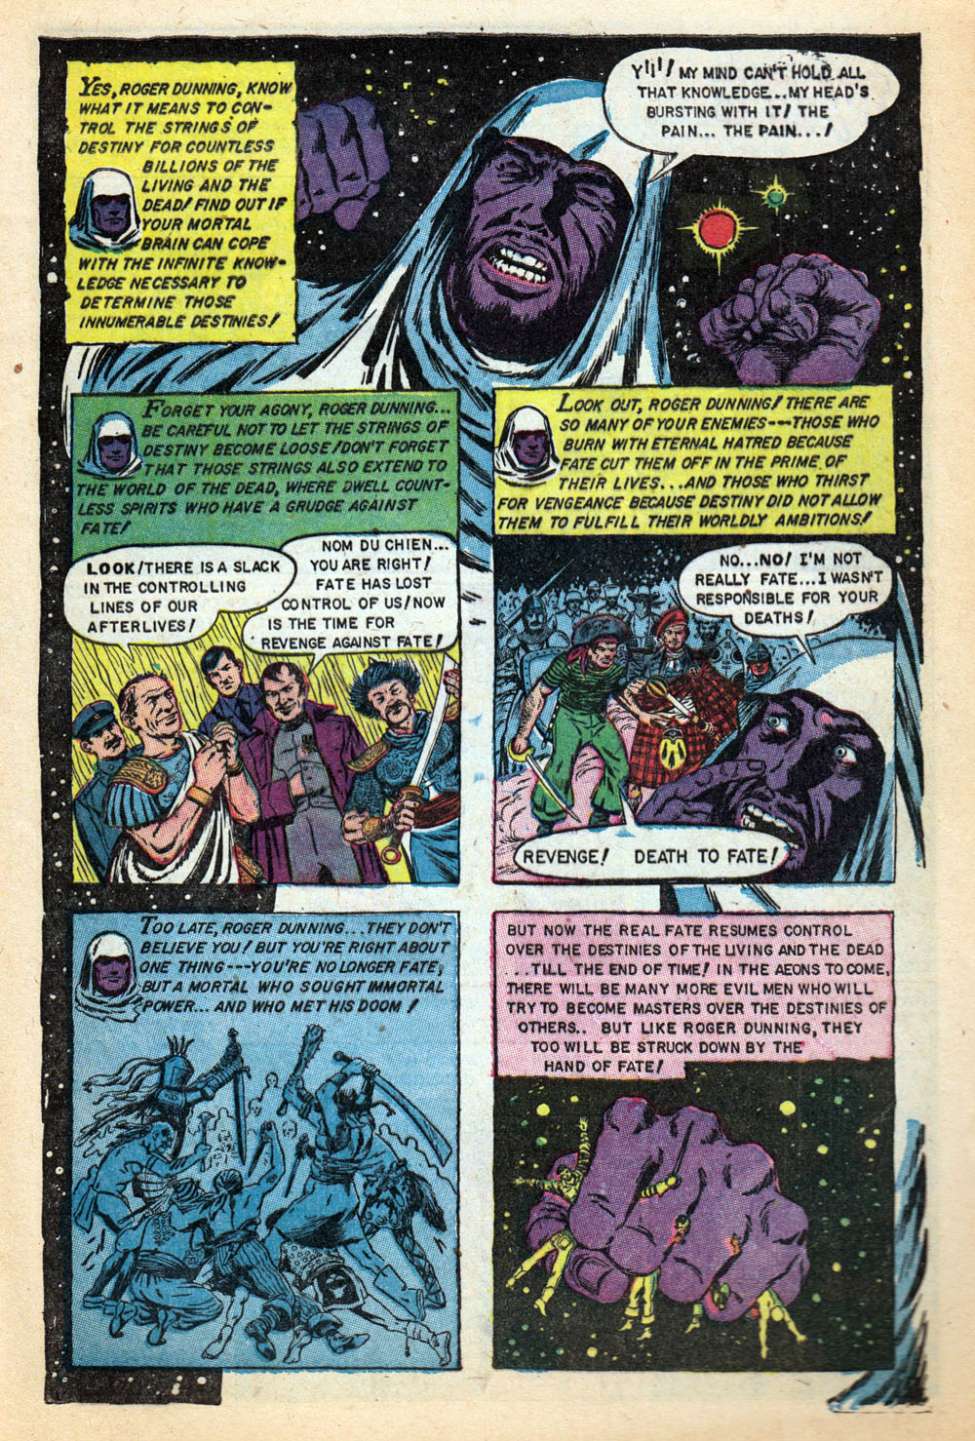 YES, ROGER DUNNING, KNOW
WHAT IT MEANS TO CON-
TROL THE STRINGS OF
DESTINY FOR COUNTLESS
BILLIONS OF THE
LIVING AND THE
DEAD! FIND OUT IF
YOUR MORTAL
BRAIN CAN COPE
WITH THE INFINITE KNOW-
LEDGE NECESSARY TO
DETERMINE THOSE
INNUMERABLE DESTINIES!
MY MIND CAN'T HOLD ALL
THAT KNOWLEDGE...MY HEAD'S
BURSTING WITH IT! THE
PAIN... THE PAIN...!
FORGET YOUR AGONY, ROGER DUNNING...
BE CAREFUL NOT TO LET THE STRINGS OF
DESTINY BECOME LOOSE! DON'T FORGET
THAT THOSE STRINGS ALSO EXTEND TO
THE WORLD OF THE DEAD, WHERE DWELL COUNT-
LESS SPIRITS WHO HAVE A GRUDGE AGAINST
FATE!
LOOK! THERE IS A SLACK
IN THE CONTROLLING
LINES OF OUR
AFTERLIVES!
NOM DU CHIEN...
YOU ARE RIGHT!
FATE HAS LOST
CONTROL OF US! NOW
IS THE TIME FOR
REVENGE AGAINST FATE!
LOOK OUT, ROGER DUNNING! THERE ARE
SO MANY OF YOUR ENEMIES---THOSE WHO
BURN WITH ETERNAL HATRED BECAUSE
FATE CUT THEM OFF IN THE PRIME OF
THEIR LIVES...AND THOSE WHO THIRST
FOR VENGEANCE BECAUSE DESTINY DID NOT ALLOW
THEM TO FULFILL THEIR WORLDLY AMBITIONS!
NO...NO! I'M NOT
REALLY FATE...I WASN'T
RESPONSIBLE FOR YOUR
DEATHS!
REVENGE! DEATH TO FATE!
TOO LATE, ROGER DUNNING...THEY DON'T
BELIEVE YOU! BUT YOU'RE RIGHT ABOUT
ONE THING---YOU'RE NO LONGER FATE,
BUT A MORTAL WHO SOUGHT IMMORTAL
POWER... AND WHO MET HIS DOOM!
BUT NOW THE REAL FATE RESUMES CONTROL
OVER THE DESTINIES OF THE LIVING AND THE DEAD
...TILL THE END OF TIME! IN THE AEONS TO COME,
THERE WILL BE MANY MORE EVIL MEN WHO WILL
TRY TO BECOME MASTERS OVER THE DESTINIES OF
OTHERS.. BUT LIKE ROGER DUNNING, THEY
TOO WILL BE STRUCK DOWN BY THE
HAND OF FATE!